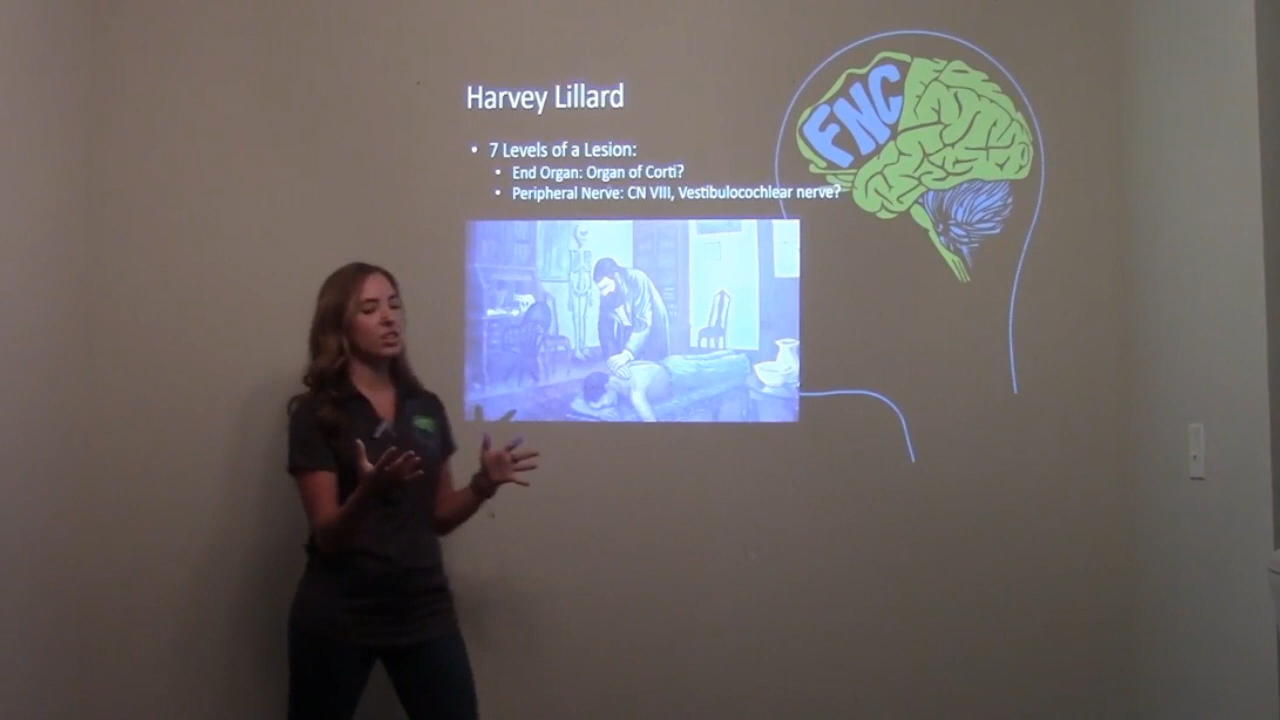 Harvey Lillard
FNC
• 7 Levels of a Lesion:
• End Organ: Organ of Corti?
• Peripheral Nerve: CN VIII, Vestibulocochlear nerve?